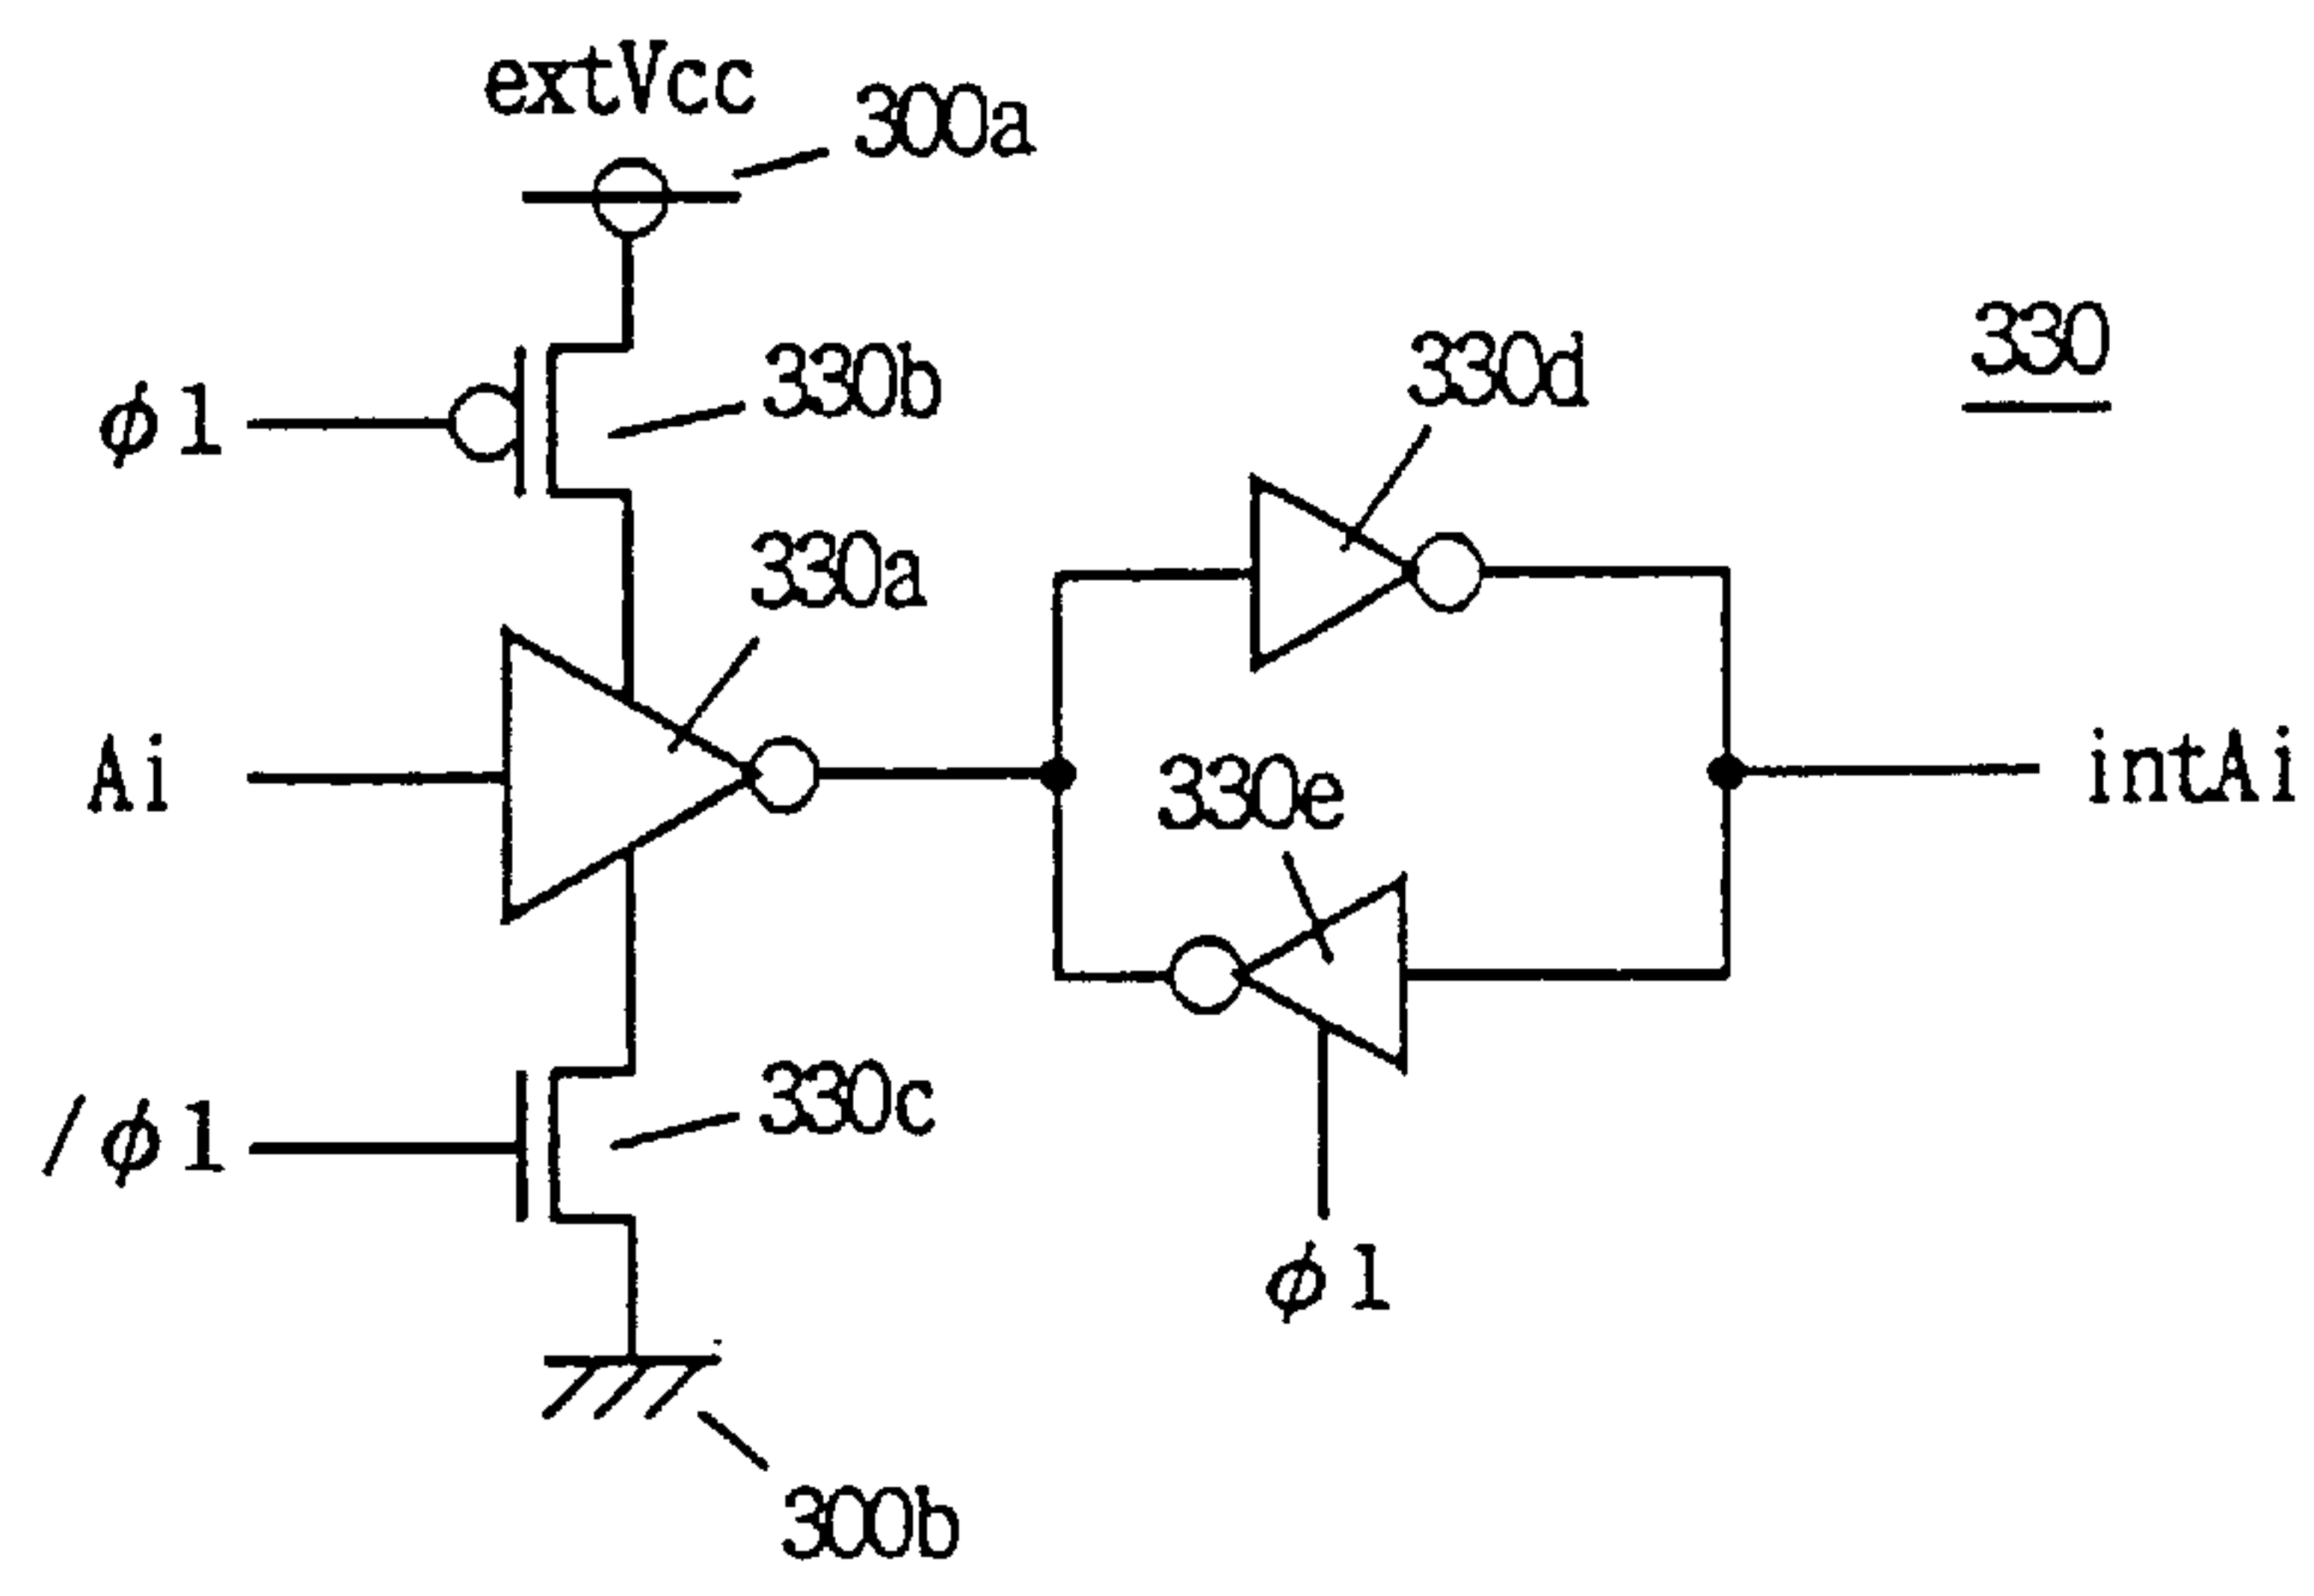 extVcc
300a
330
330b
330d
ϕ1
330a
330e
Ai
intAi
330c
/ϕ1
ϕ1
300b